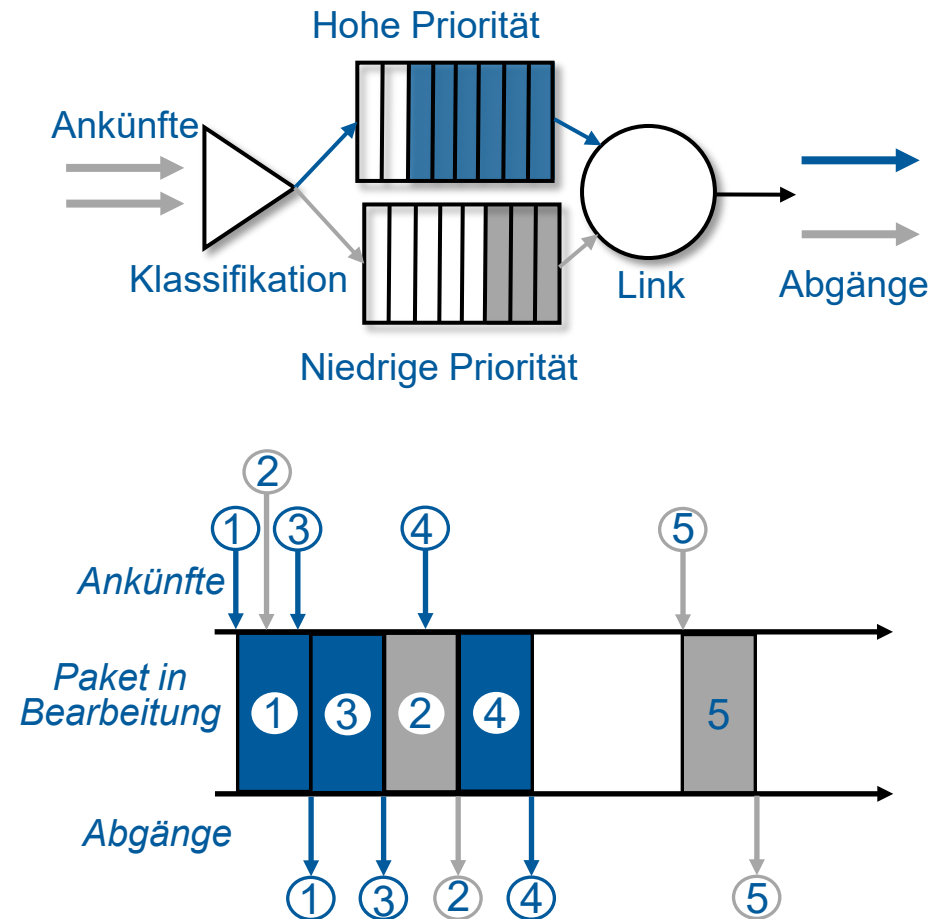 Hohe Priorität
Ankünfte
Klassifikation
Link
Abgänge
Niedrige Priorität
2
1 3 4 5
Ankünfte
Paket in
Bearbeitung
1 3 2 4 5
Abgänge
1 3 2 4 5